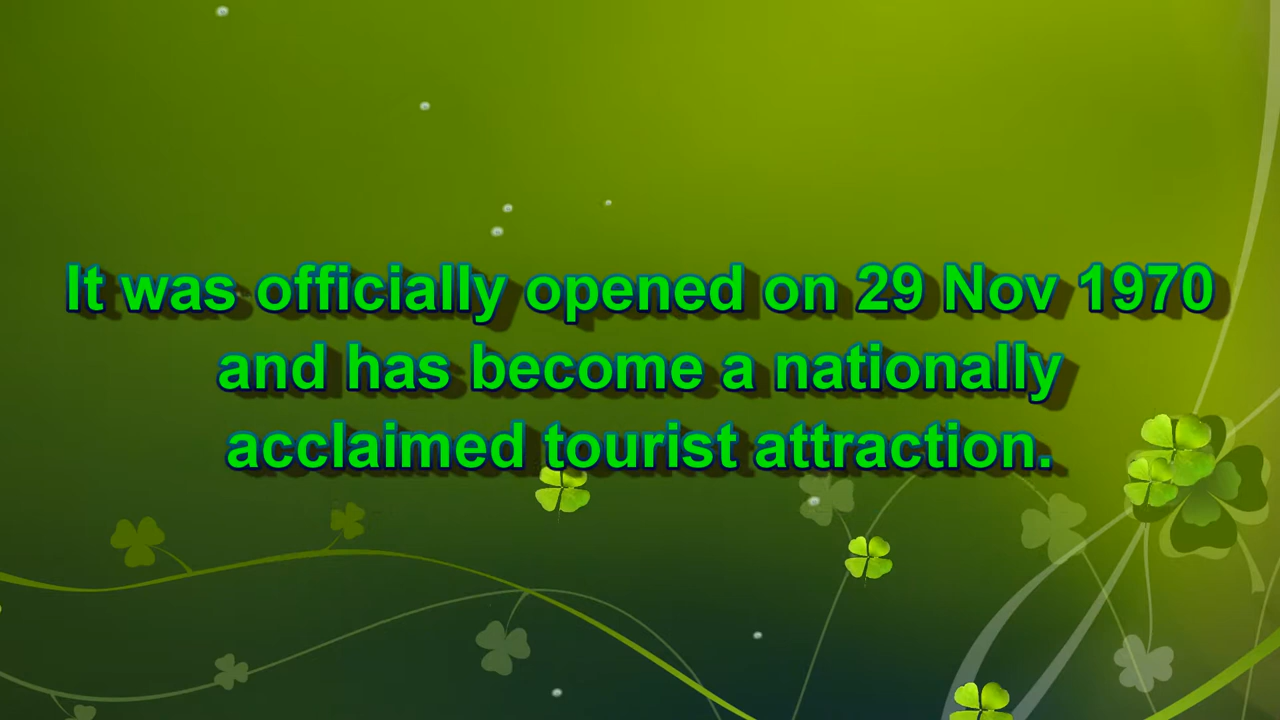 It was officially opened on 29 Nov 1970
and has become a nationally
acclaimed tourist attraction.